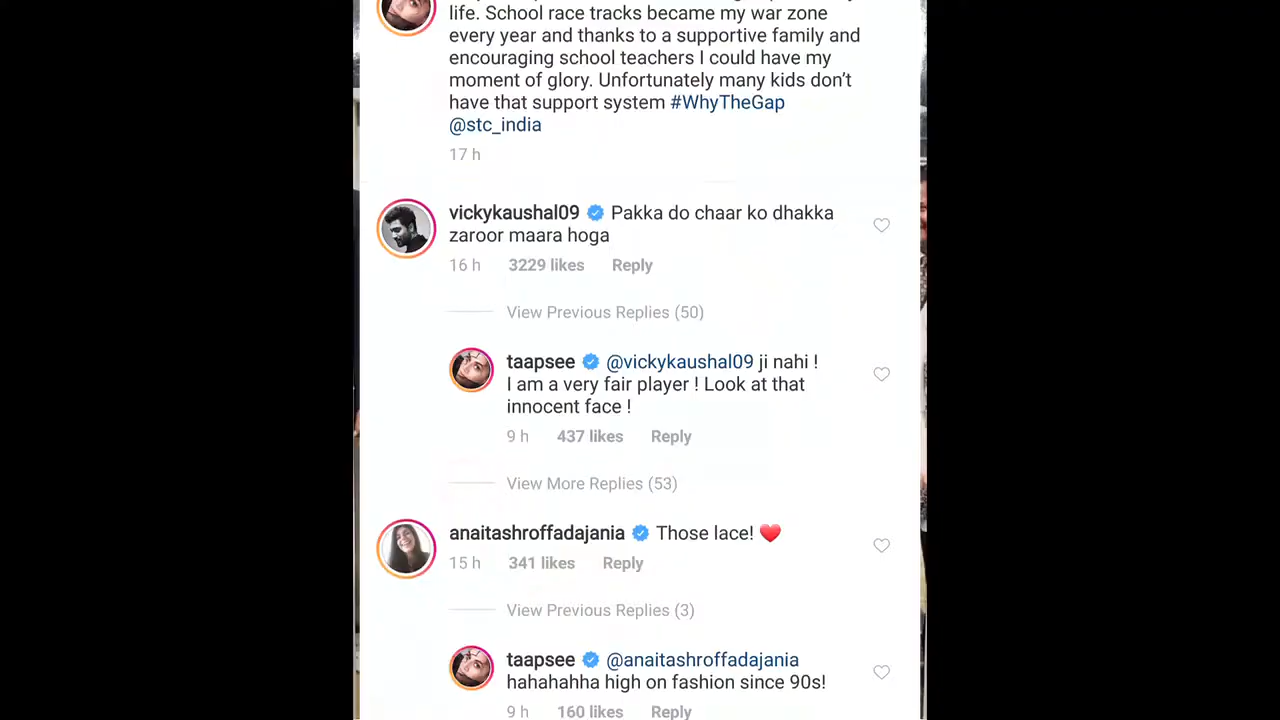 life. School race tracks became my war zone
every year and thanks to a supportive family and
encouraging school teachers I could have my
moment of glory. Unfortunately many kids don't
have that support system #WhyTheGap
@stc_india
17 h
vickykaushal09 Pakka do chaar ko dhakka
zaroor maara hoga
16 h 3229 likes Reply
View Previous Replies (50)
taapsee @vickykaushal09 ji nahi !
I am a very fair player ! Look at that
innocent face !
9 h 437 likes Reply
View More Replies (53)
anaitashroffadajania Those lace! ❤️
15 h 341 likes Reply
View Previous Replies (3)
taapsee @anaitashroffadajania
hahahahha high on fashion since 90s!
9 h 160 likes Reply